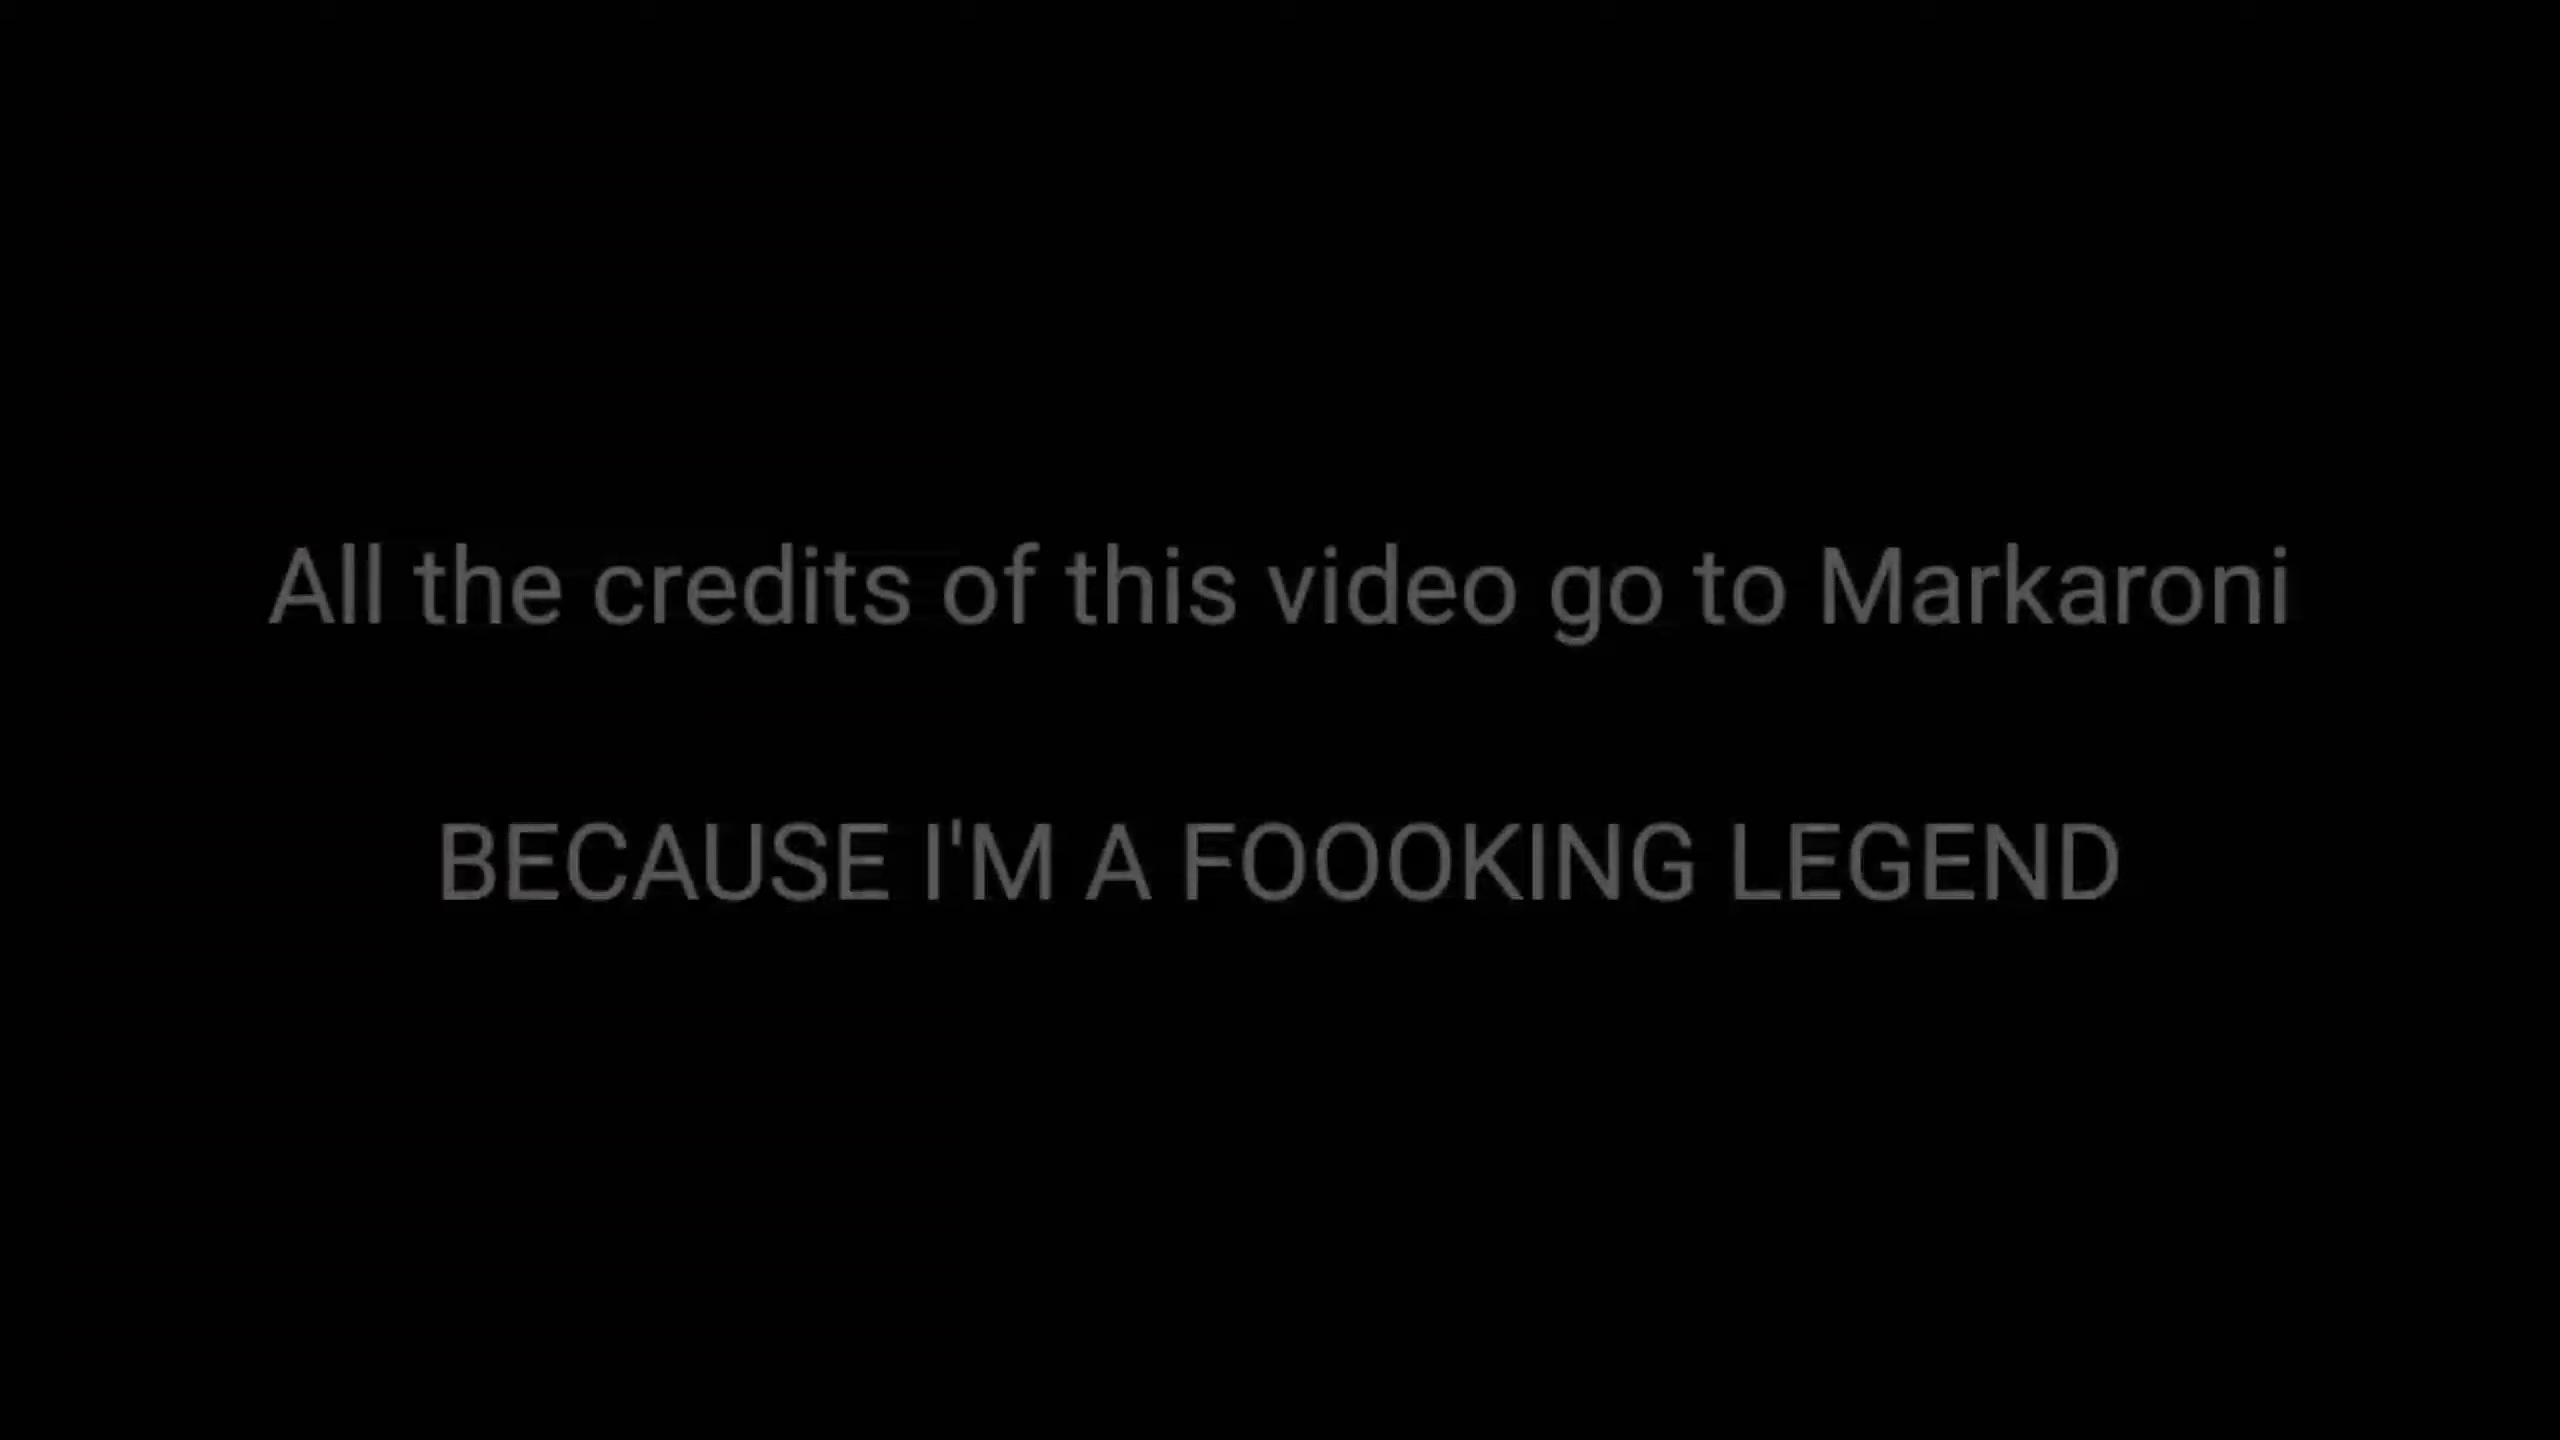 All the credits of this video go to Markaroni
BECAUSE I'M A FOOOKING LEGEND